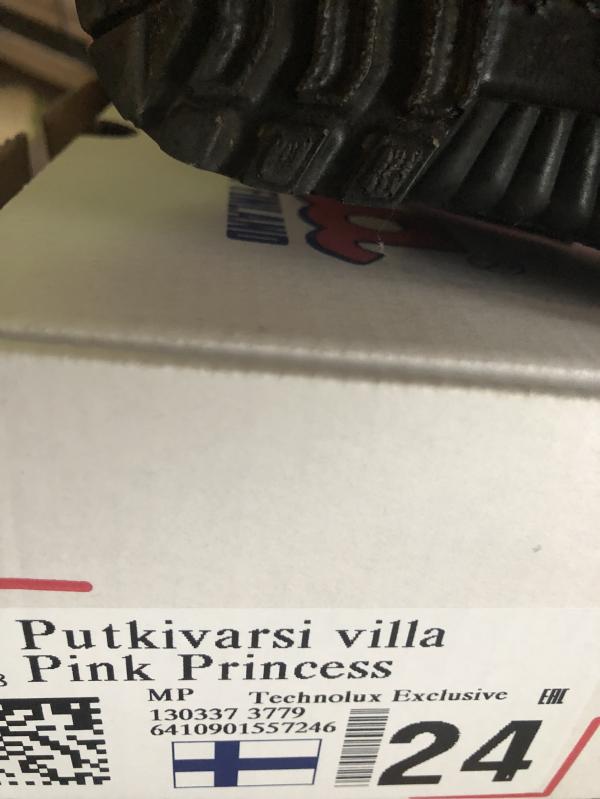 Putkivarsi villa
Pink Princess
MP Technolux Exclusive EAC
130337 3779
6410901557246
24